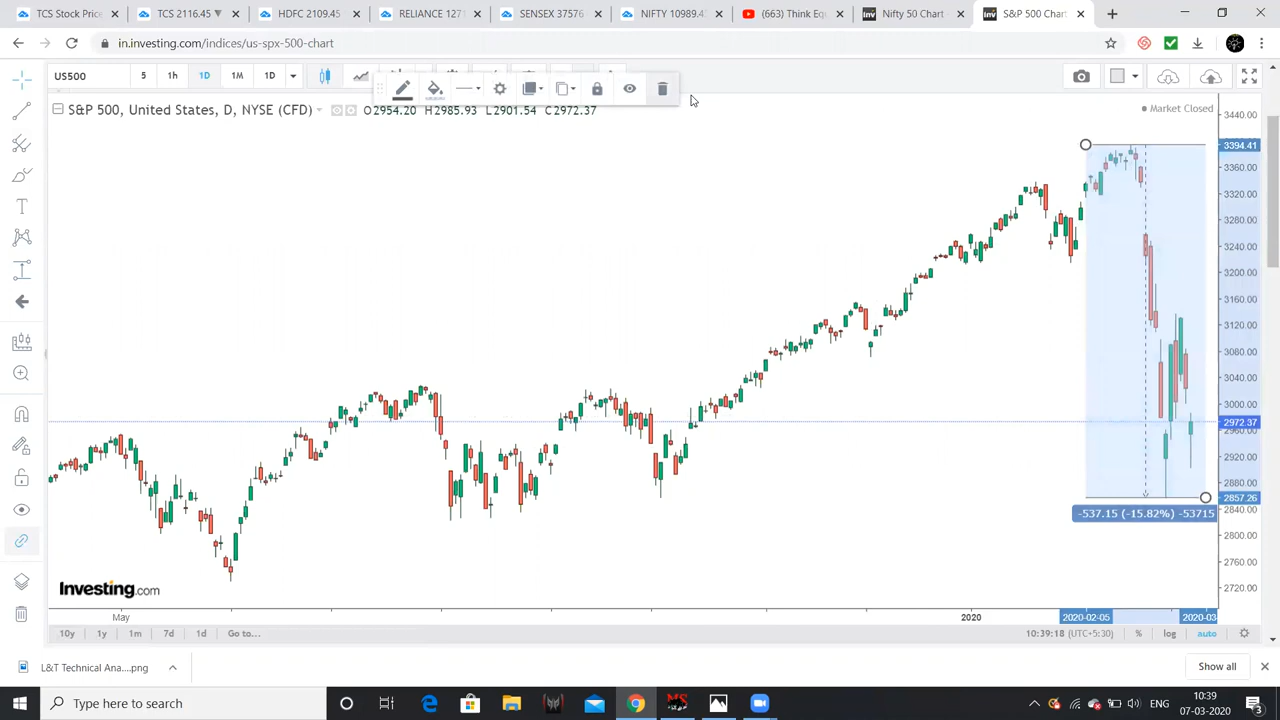 TCS Stock Price
TCS 2116.45 ▼
HDFC 2109.45
RELIANCE 1271
SENSEX 37576
NIFTY 10989.4
(663) Think Eq
Nifty 50 Chart
S&P 500 Chart
in.investing.com/indices/us-spx-500-chart
US500
5
1h
1D
1M
1D
S&P 500, United States, D, NYSE (CFD)
O2954.20 H2985.93 L2901.54 C2972.37
Market Closed
3440.00
3394.41
3360.00
3320.00
3280.00
3240.00
3200.00
3160.00
3120.00
3080.00
3040.00
3000.00
2972.37
2960.00
2920.00
2880.00
2857.26
2840.00
2800.00
2760.00
2720.00
-537.15 (-15.82%) -53715
Investing.com
May
2020
2020-02-05
2020-03
10y
1y
1m
7d
1d
Go to...
10:39:18 (UTC+5:30)
%
log
auto
L&T Technical Ana....png
Show all
Type here to search
ENG
10:39
07-03-2020